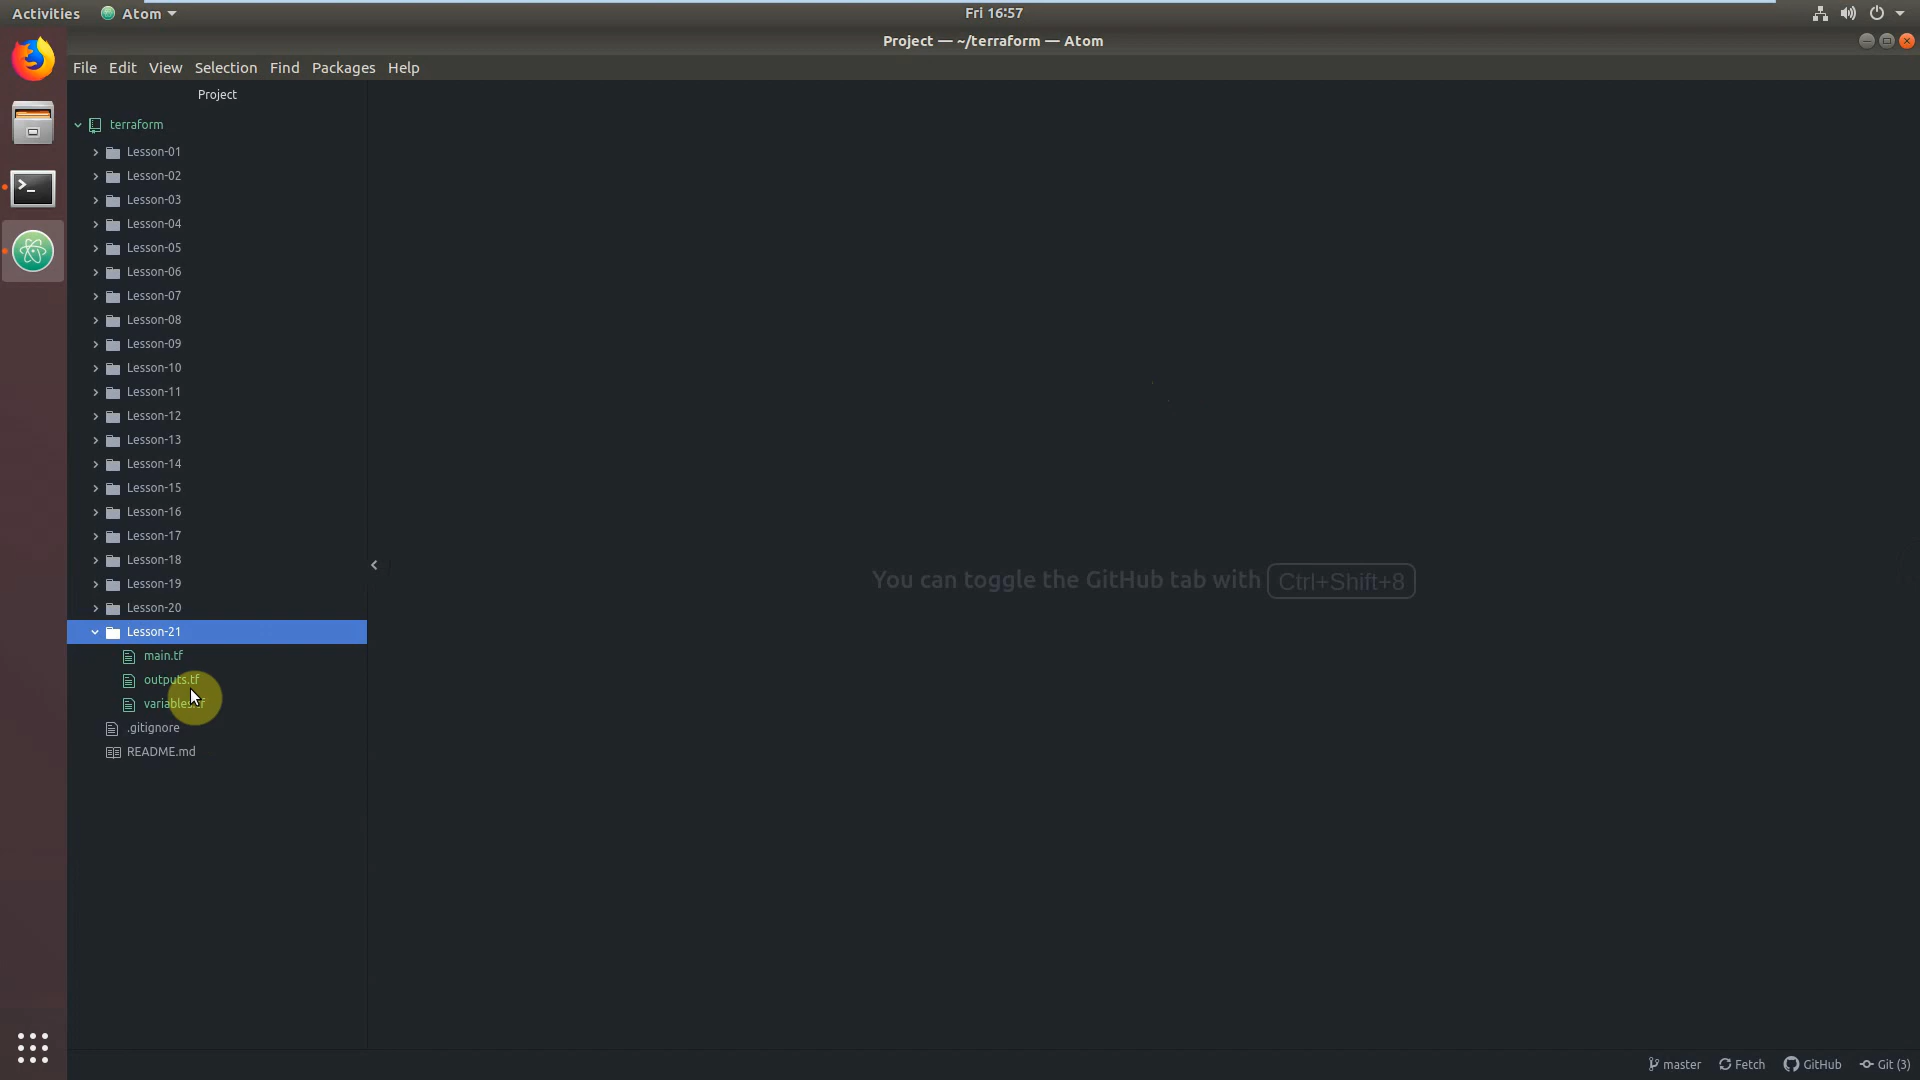 Activities Atom Fri 16:57
Project — ~/terraform — Atom
File Edit View Selection Find Packages Help
Project
terraform
Lesson-01
Lesson-02
Lesson-03
Lesson-04
Lesson-05
Lesson-06
Lesson-07
Lesson-08
Lesson-09
Lesson-10
Lesson-11
Lesson-12
Lesson-13
Lesson-14
Lesson-15
Lesson-16
Lesson-17
Lesson-18
Lesson-19
Lesson-20
Lesson-21
main.tf
outputs.tf
variables.tf
.gitignore
README.md
You can toggle the GitHub tab with Ctrl+Shift+8
master Fetch GitHub Git (3)